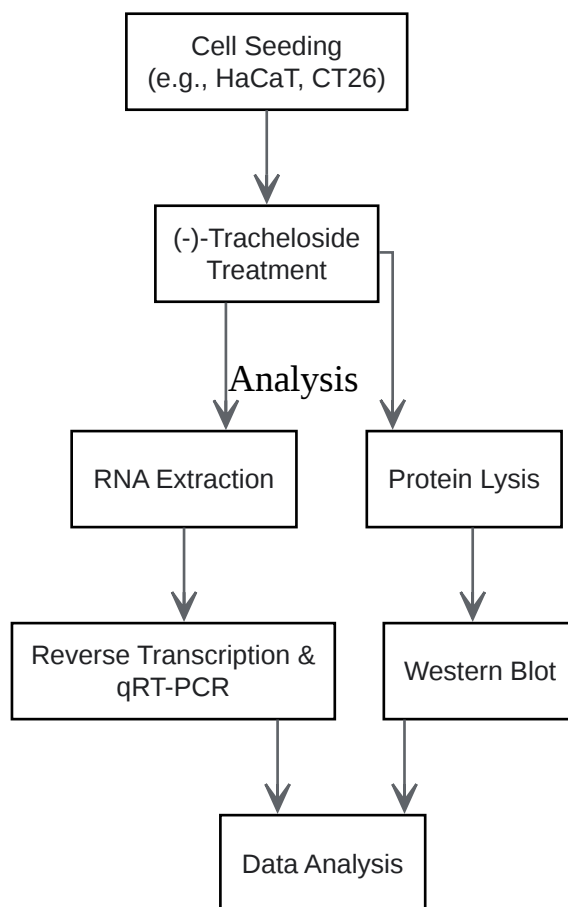 Cell Seeding
(e.g., HaCaT, CT26)
(-)-Tracheloside
Treatment
Analysis
RNA Extraction
Protein Lysis
Reverse Transcription &
qRT-PCR
Western Blot
Data Analysis